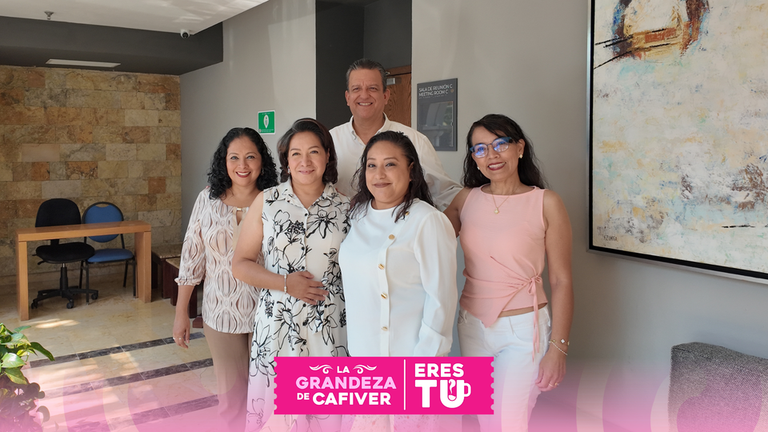 SALA DE REUNIÓN C
MEETING ROOM C
LA
GRANDEZA
DE CAFIVER
ERES
TÚ